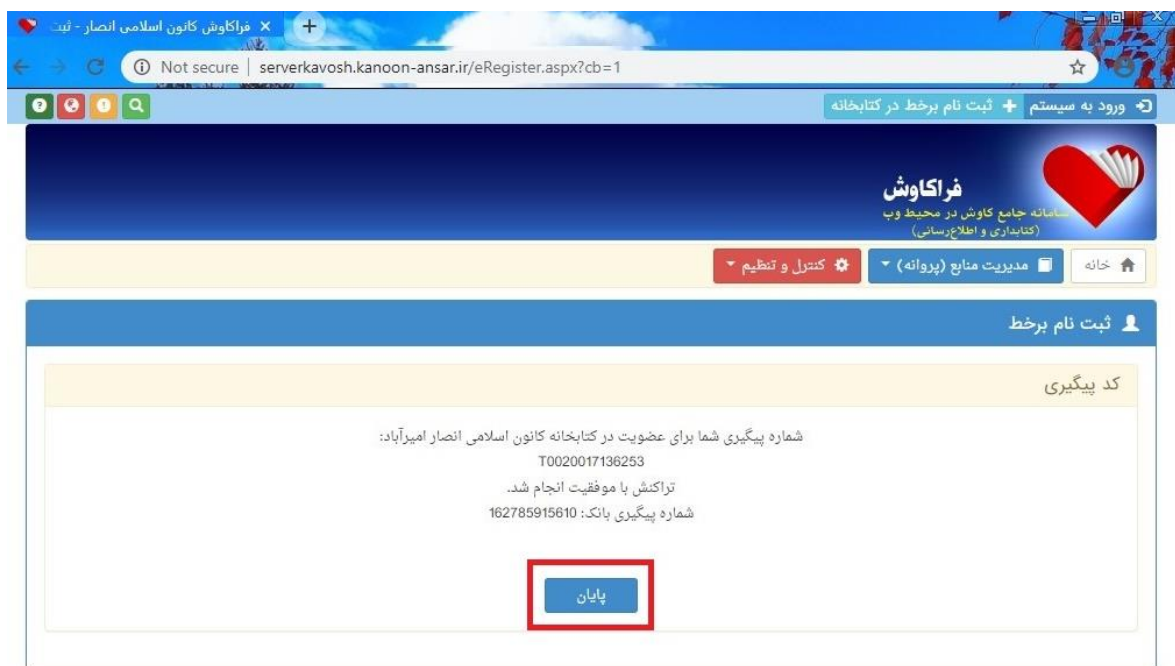 فراکاوش کانون اسلامی انصار - ثبت
Not secure | serverkavosh.kanoon-ansar.ir/eRegister.aspx?cb=1
ورود به سیستم
ثبت نام برخط در کتابخانه
فراکاوش
سامانه جامع کاوش در محیط وب
(کتابداری و اطلاع‌رسانی)
خانه
مدیریت منابع (پروانه)
کنترل و تنظیم
ثبت نام برخط
کد پیگیری
شماره پیگیری شما برای عضویت در کتابخانه کانون اسلامی انصار امیرآباد:
T0020017136253
تراکنش با موفقیت انجام شد.
شماره پیگیری بانک: 162785915610
پایان